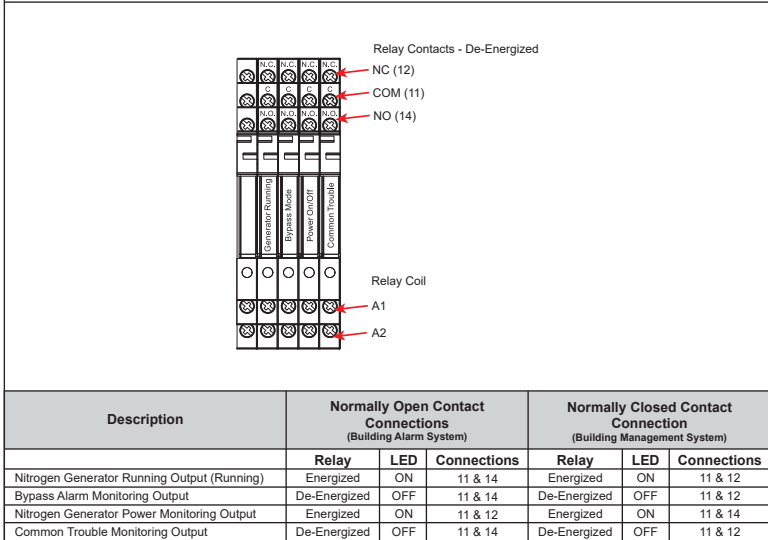 Relay Contacts - De-Energized
N.C. N.C. N.C. N.C.
NC (12)
C C C C
COM (11)
N.O. N.O. N.O. N.O.
NO (14)
Generator Running
Bypass Mode
Power On/Off
Common Trouble
Relay Coil
A1
A2
Description
Normally Open Contact
Connections
(Building Alarm System)
Normally Closed Contact
Connection
(Building Management System)
Relay LED Connections Relay LED Connections
Nitrogen Generator Running Output (Running) Energized ON 11 & 14 Energized ON 11 & 12
Bypass Alarm Monitoring Output De-Energized OFF 11 & 14 De-Energized OFF 11 & 12
Nitrogen Generator Power Monitoring Output Energized ON 11 & 12 Energized ON 11 & 14
Common Trouble Monitoring Output De-Energized OFF 11 & 14 De-Energized OFF 11 & 12